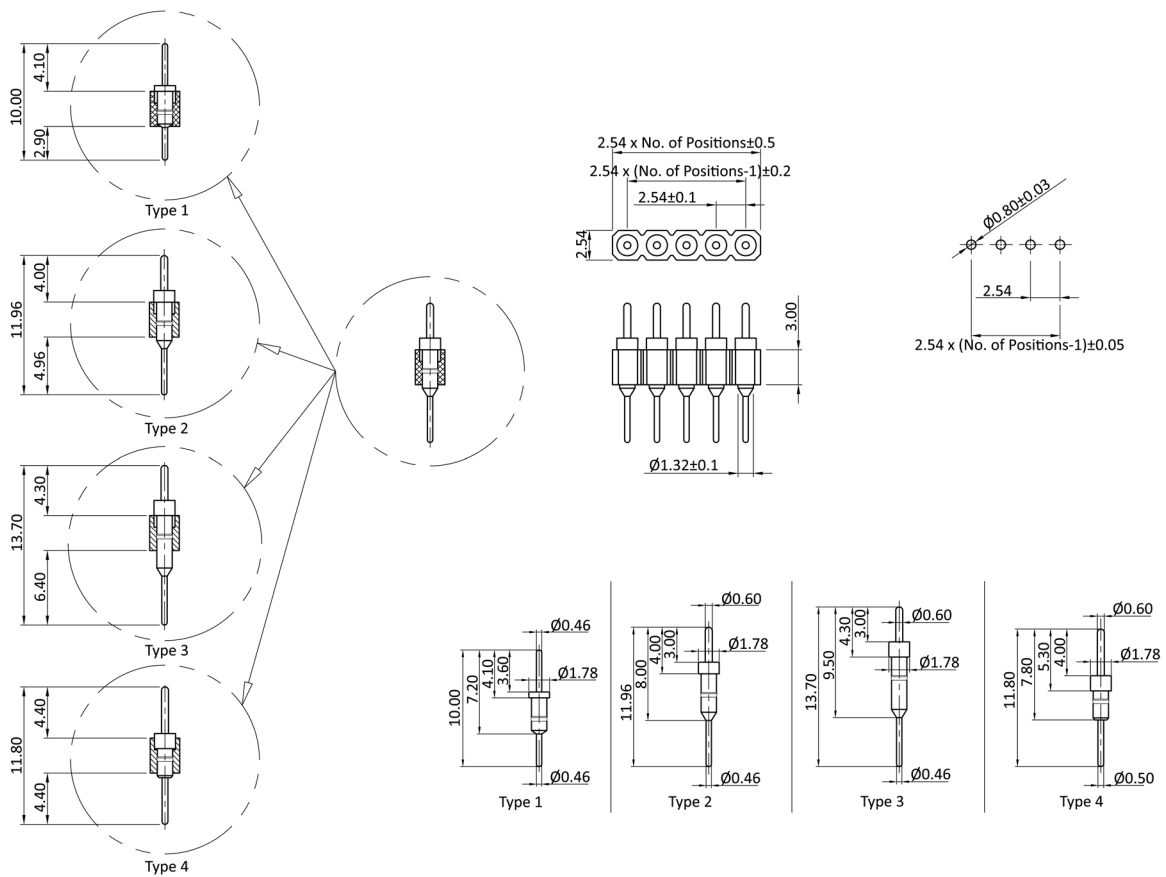 4.10
10.00
2.90
Type 1
4.00
11.96
4.96
Type 2
4.30
13.70
6.40
Type 3
4.40
11.80
4.40
Type 4
2.54 x No. of Positions±0.5
2.54 x (No. of Positions-1)±0.2
2.54±0.1
2.54
3.00
Ø1.32±0.1
Ø0.80±0.03
2.54
2.54 x (No. of Positions-1)±0.05
Ø0.46
Ø1.78
3.60
4.10
7.20
10.00
Ø0.46
Type 1
Ø0.60
Ø1.78
3.00
4.00
8.00
11.96
Ø0.46
Type 2
Ø0.60
Ø1.78
3.00
4.30
9.50
13.70
Ø0.46
Type 3
Ø0.60
Ø1.78
4.00
5.30
7.80
11.80
Ø0.50
Type 4